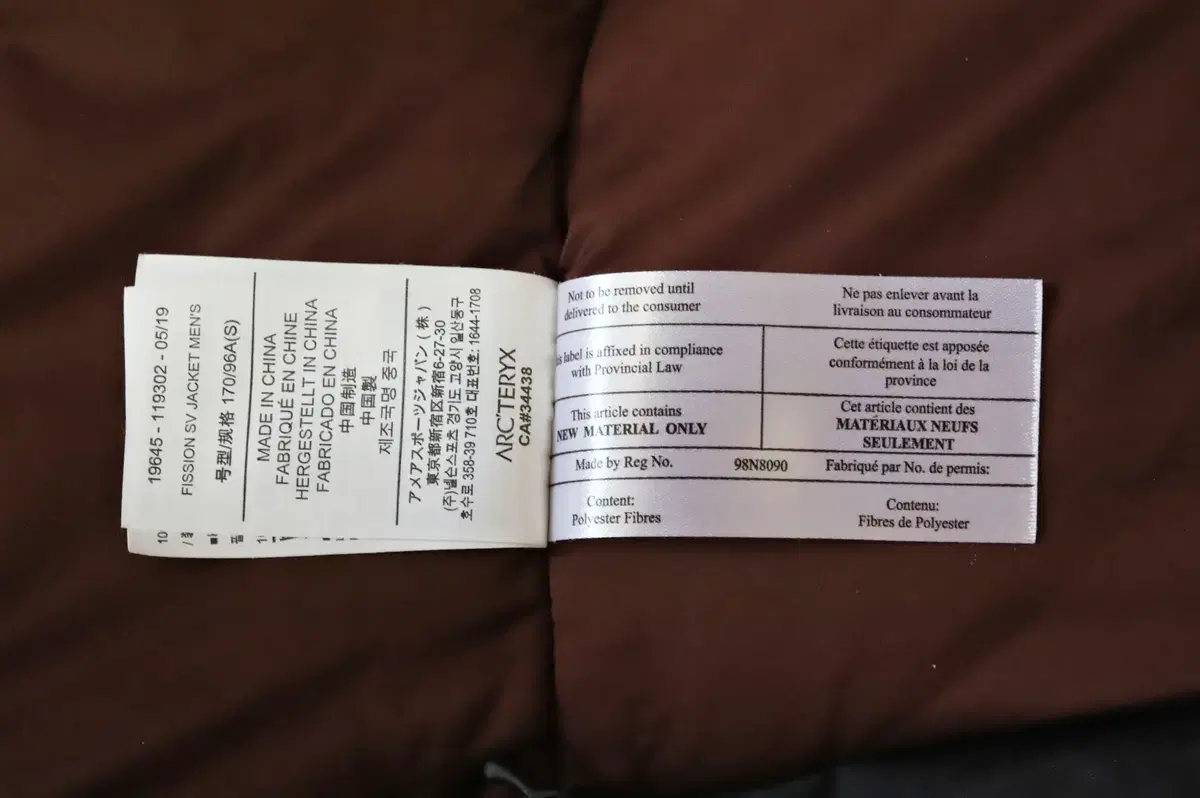 19645 - 119302 - 05/19
FISSION SV JACKET MEN'S
号型/规格 170/96A(S)
MADE IN CHINA
FABRIQUÉ EN CHINE
HERGESTELLT IN CHINA
FABRICADO EN CHINA
中国制造
中国製
제조국명 중국
アメアスポーツジャパン ( 株 )
東京都新宿区新宿6-27-30
(주)넬슨스포츠 경기도 고양시 일산동구
호수로 358-39 710호 대표번호: 1644-1708
ARC'TERYX
CA#34438
10
Not to be removed until
delivered to the consumer
Ne pas enlever avant la
livraison au consommateur
label is affixed in compliance
with Provincial Law
Cette étiquette est apposée
conformément à la loi de la
province
This article contains
NEW MATERIAL ONLY
Cet article contient des
MATÉRIAUX NEUFS
SEULEMENT
Made by Reg No. 98N8090 Fabriqué par No. de permis:
Content:
Polyester Fibres
Contenu:
Fibres de Polyester